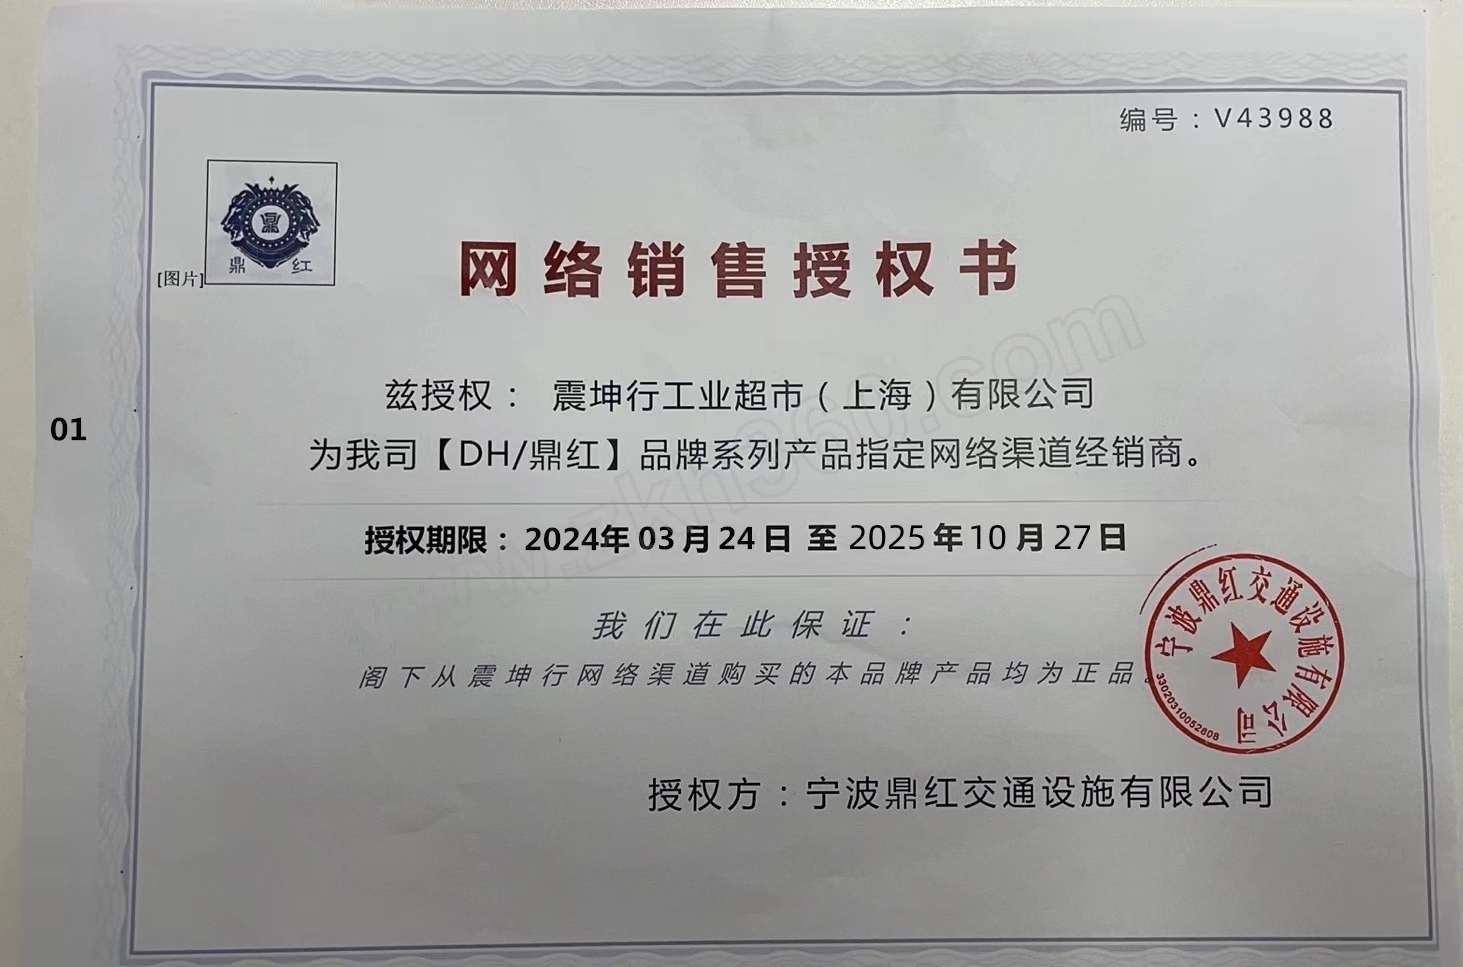 编号：V43988
鼎
鼎 红
[图片]
网络销售授权书
兹授权： 震坤行工业超市（上海）有限公司
01
为我司【DH/鼎红】品牌系列产品指定网络渠道经销商。
授权期限：2024年03月24日 至 2025年10月27日
我们在此保证：
阁下从震坤行网络渠道购买的本品牌产品均为正品。
宁波鼎红交通设施有限公司
33020310052808
授权方：宁波鼎红交通设施有限公司
www.zkh360.com